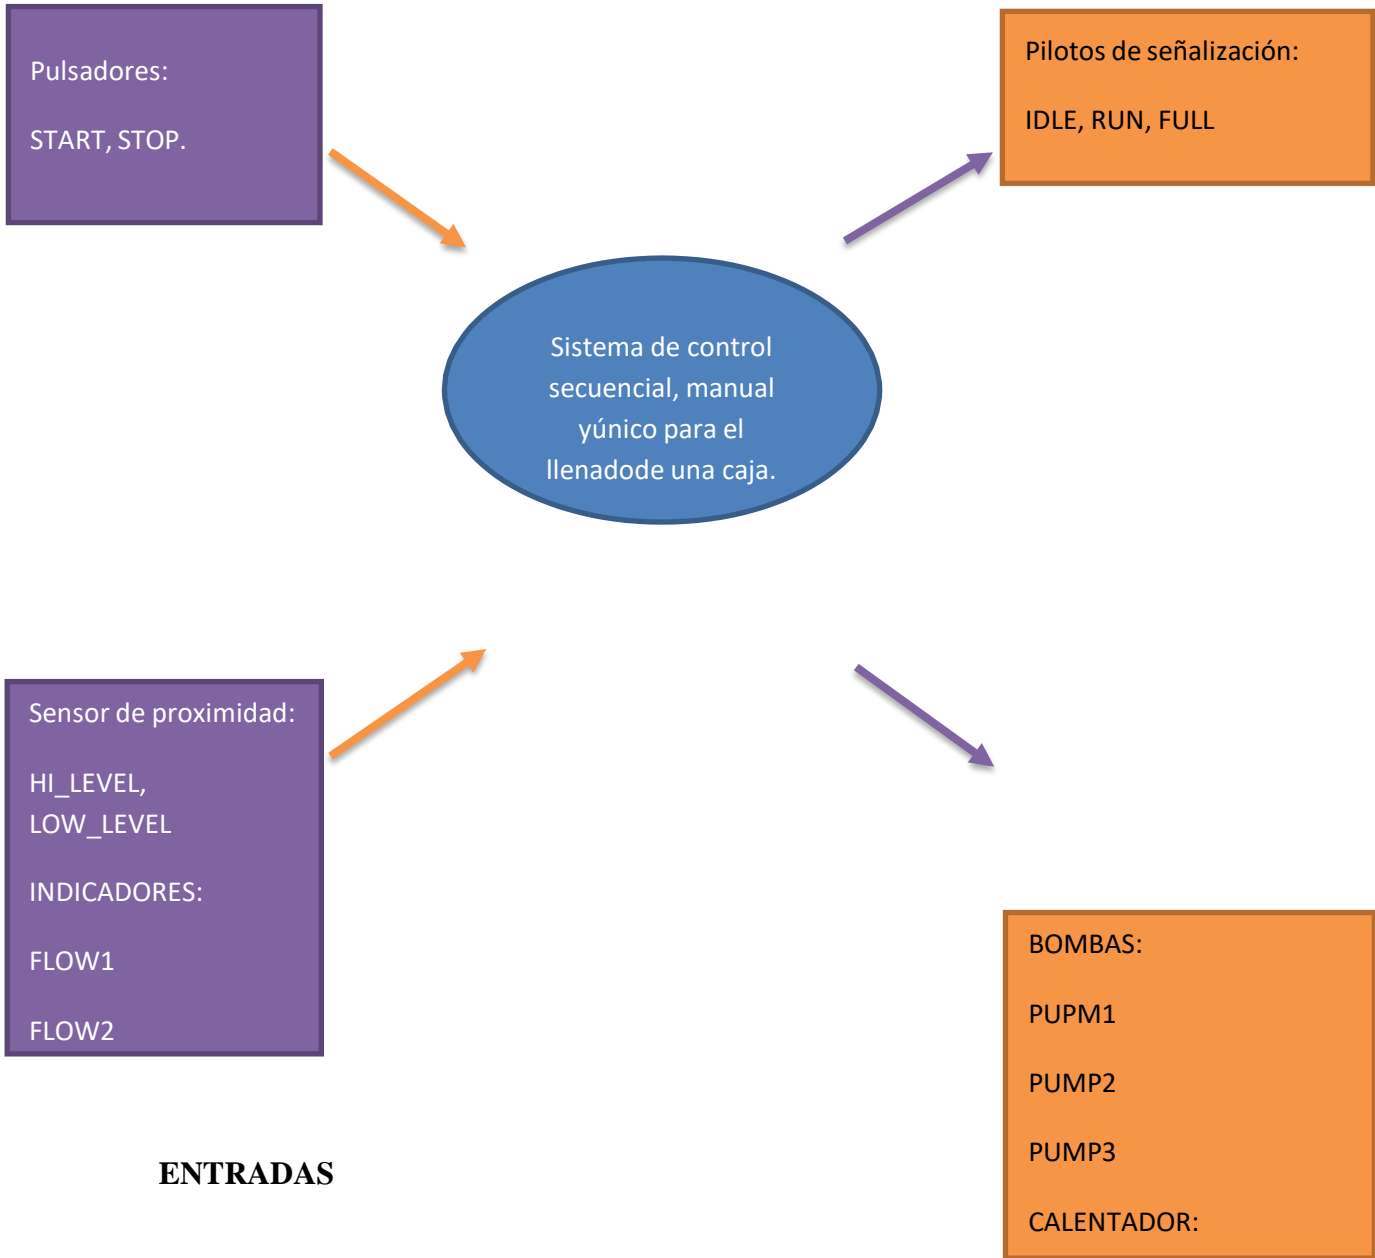 Pulsadores:
START, STOP.
Pilotos de señalización:
IDLE, RUN, FULL
Sistema de control
secuencial, manual
yúnico para el
llenadode una caja.
Sensor de proximidad:
HI_LEVEL,
LOW_LEVEL
INDICADORES:
FLOW1
FLOW2
BOMBAS:
PUPM1
PUMP2
PUMP3
CALENTADOR:
ENTRADAS